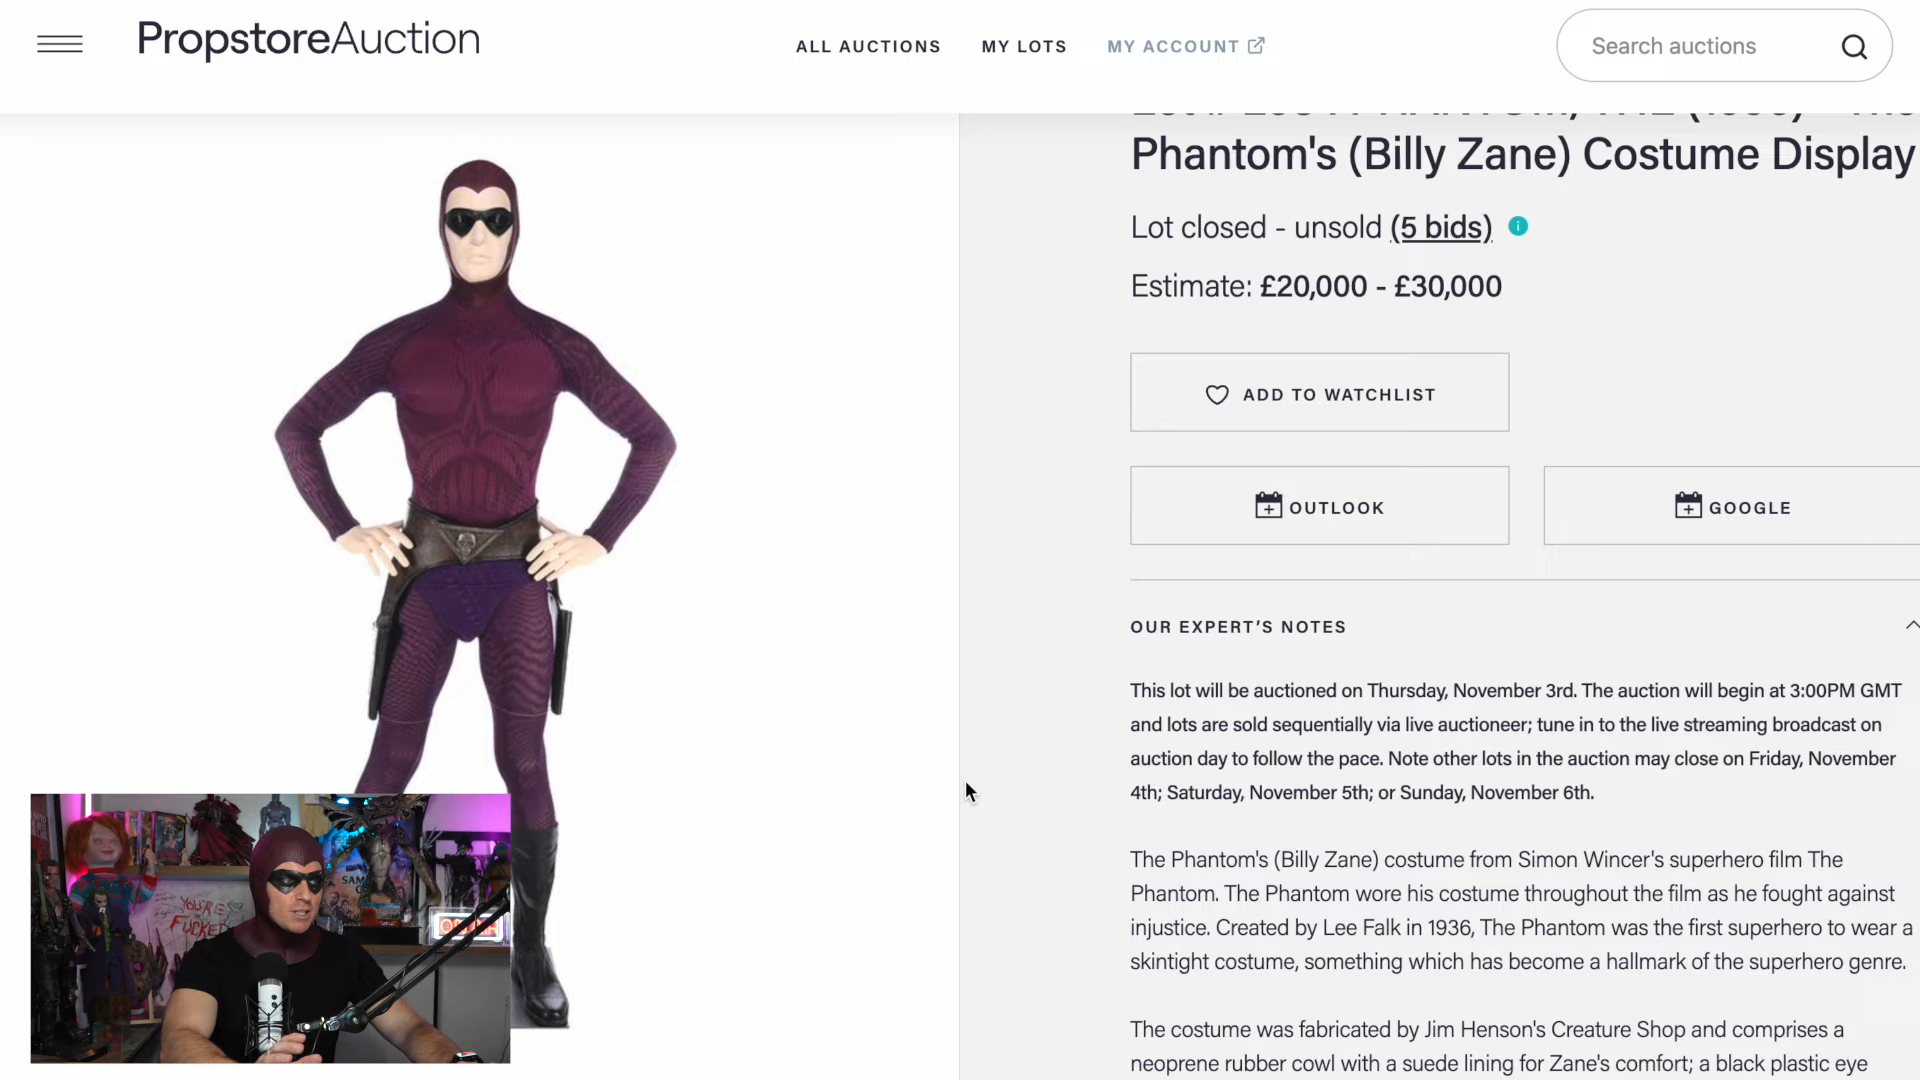 PropstoreAuction
ALL AUCTIONS
MY LOTS
MY ACCOUNT
Search auctions
Phantom's (Billy Zane) Costume Display
Lot closed - unsold (5 bids)
Estimate: £20,000 - £30,000
ADD TO WATCHLIST
OUTLOOK
GOOGLE
OUR EXPERT’S NOTES
This lot will be auctioned on Thursday, November 3rd. The auction will begin at 3:00PM GMT
and lots are sold sequentially via live auctioneer; tune in to the live streaming broadcast on
auction day to follow the pace. Note other lots in the auction may close on Friday, November
4th; Saturday, November 5th; or Sunday, November 6th.
The Phantom's (Billy Zane) costume from Simon Wincer's superhero film The
Phantom. The Phantom wore his costume throughout the film as he fought against
injustice. Created by Lee Falk in 1936, The Phantom was the first superhero to wear a
skintight costume, something which has become a hallmark of the superhero genre.
The costume was fabricated by Jim Henson's Creature Shop and comprises a
neoprene rubber cowl with a suede lining for Zane's comfort; a black plastic eye
YOU'RE
FUCKED